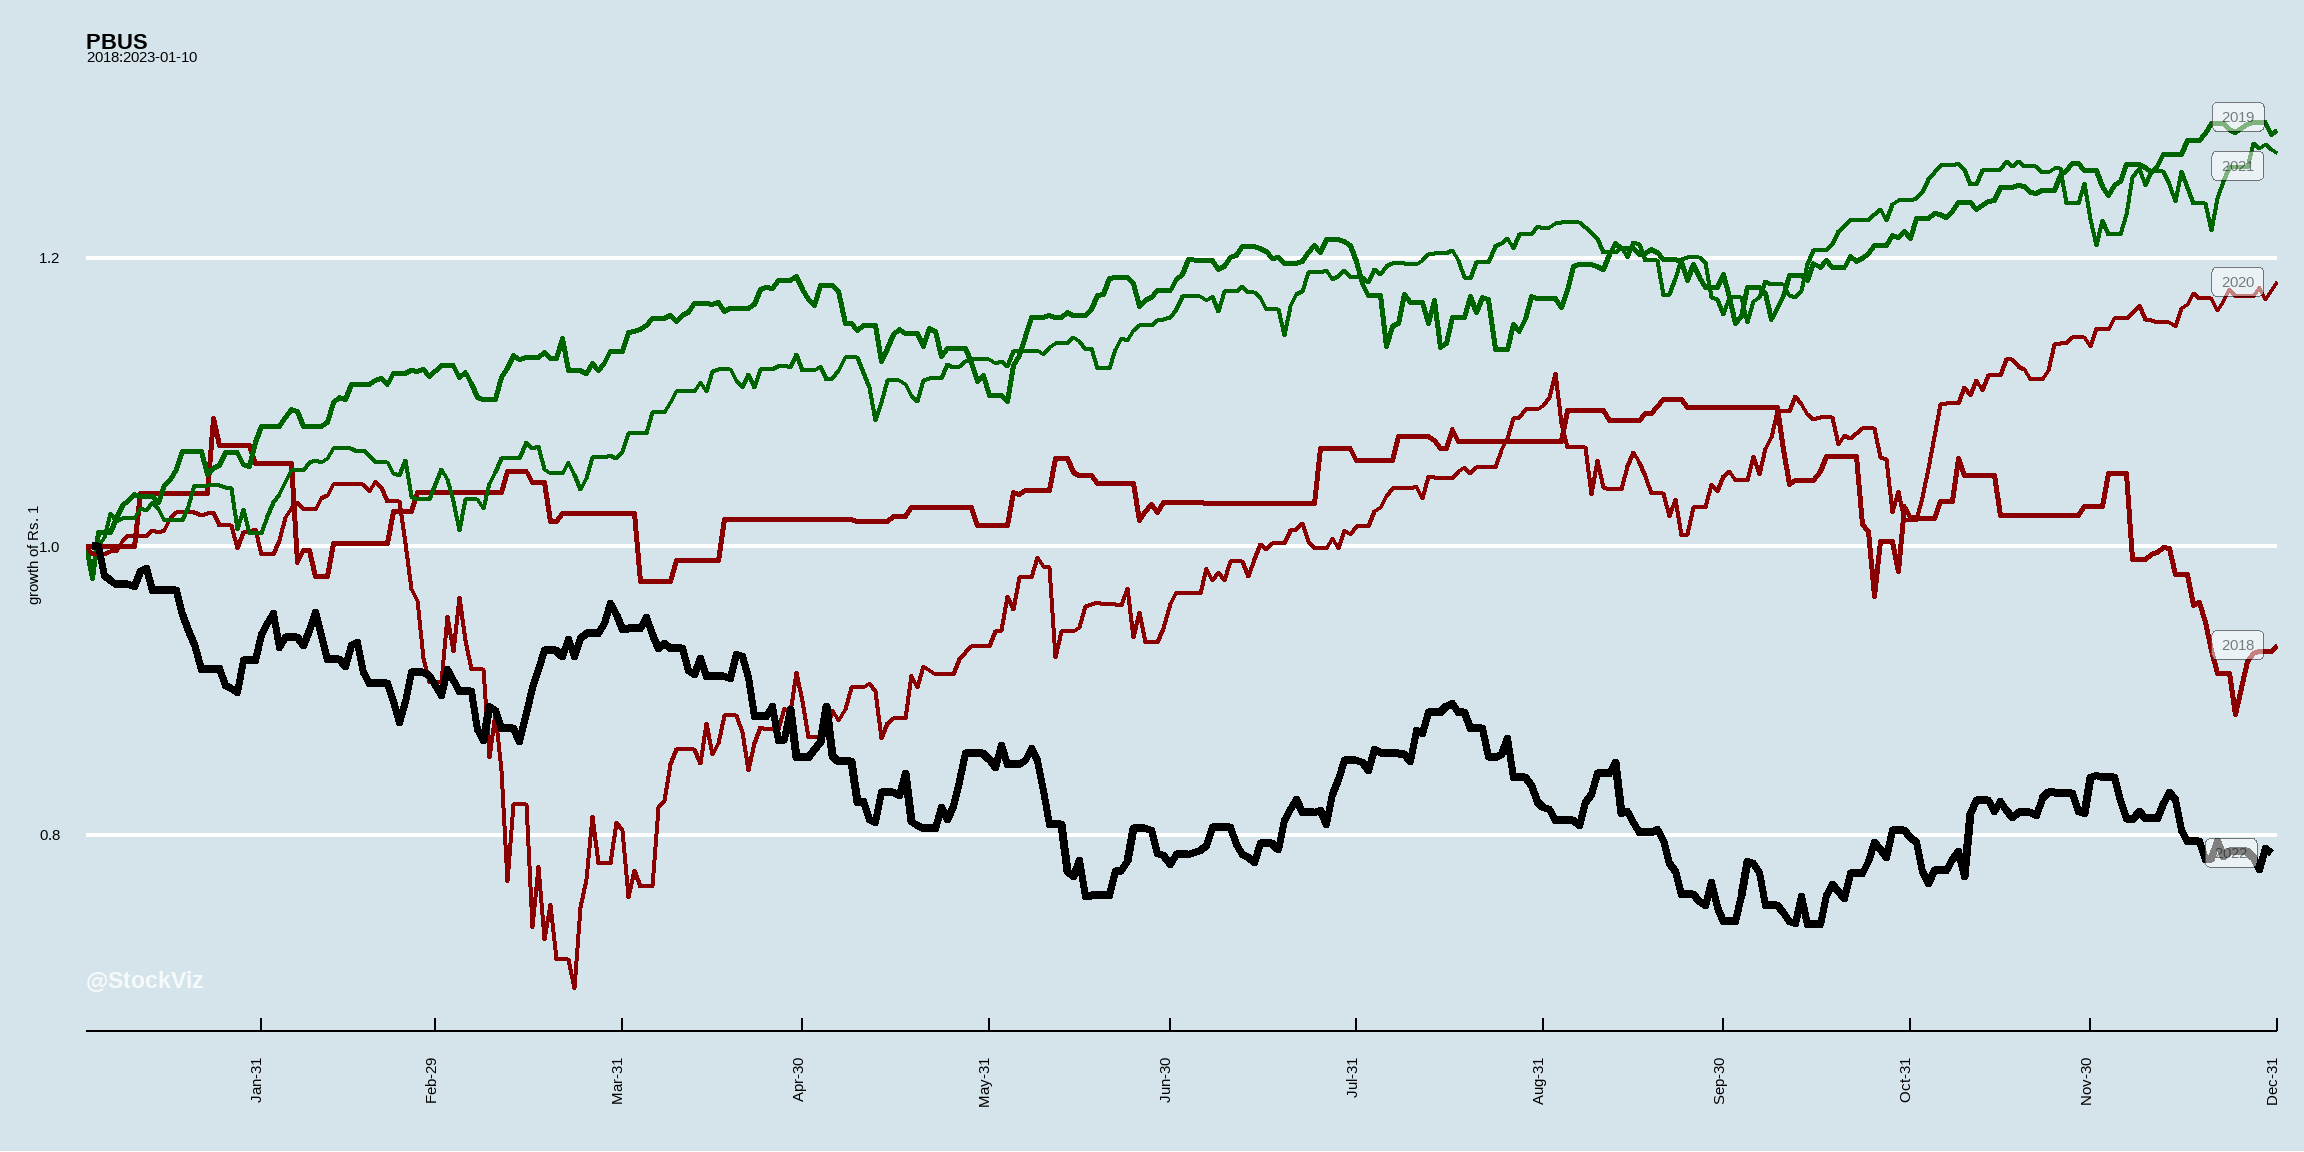 PBUS
2018:2023-01-10
2019
2021
1.2
2020
growth of Rs. 1
1.0
2018
0.8
2022
@StockViz
Jan-31
Feb-29
Mar-31
Apr-30
May-31
Jun-30
Jul-31
Aug-31
Sep-30
Oct-31
Nov-30
Dec-31